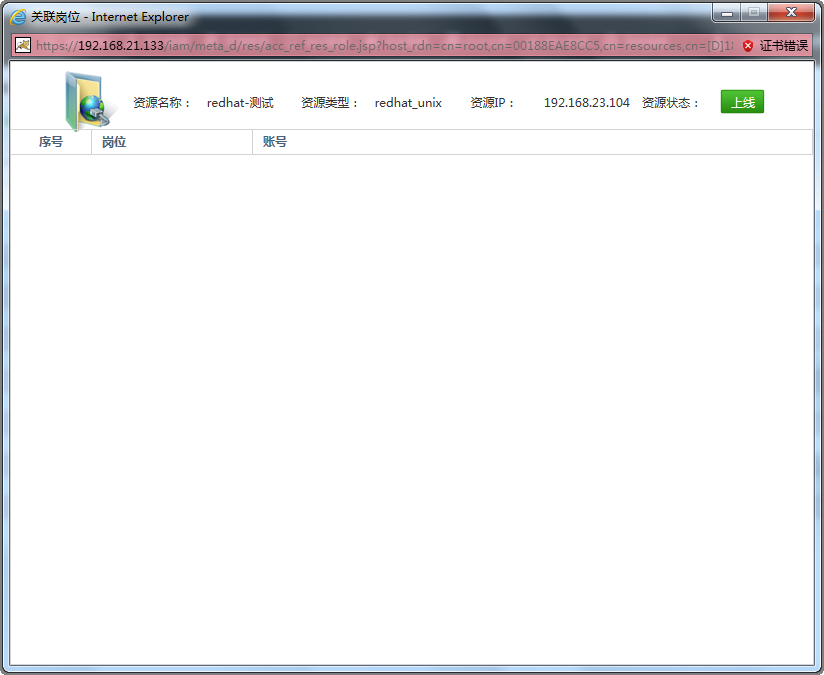 关联岗位 - Internet Explorer
https://192.168.21.133/iam/meta_d/res/acc_ref_res_role.jsp?host_rdn=cn=root,cn=00188EAE8CC5,cn=resources,cn=[D]18 证书错误
资源名称： redhat-测试 资源类型： redhat_unix 资源IP： 192.168.23.104 资源状态： 上线
序号 岗位 账号